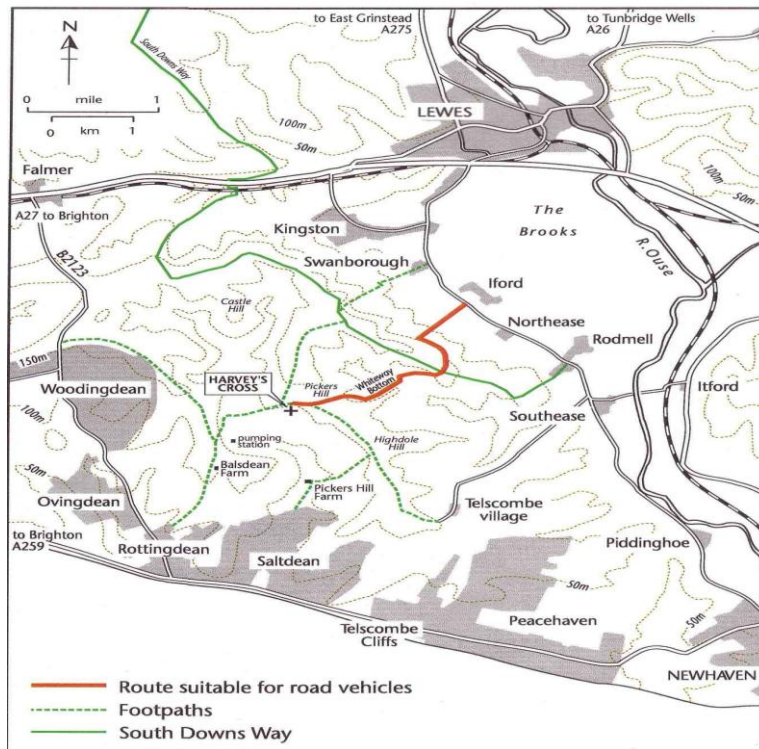 to East Grinstead
A275
to Tunbridge Wells
A26
N
South Downs Way
0 mile 1
0 km 1
100m
50m
LEWES
Falmer
A27 to Brighton
100m
50m
Kingston
The
Brooks
B2123
Swanborough
R.Ouse
Iford
Castle
Hill
Northease
Rodmell
150m
HARVEY'S
CROSS
Pickers
Hill
Whiteway
Bottom
Itford
Woodingdean
Southease
100m
pumping
station
Highdole
Hill
Balsdean
Farm
50m
Pickers Hill
Farm
Ovingdean
Telscombe
village
to Brighton
A259
Rottingdean
Saltdean
Piddinghoe
50m
50m
Peacehaven
Telscombe
Cliffs
NEWHAVEN
Route suitable for road vehicles
Footpaths
South Downs Way